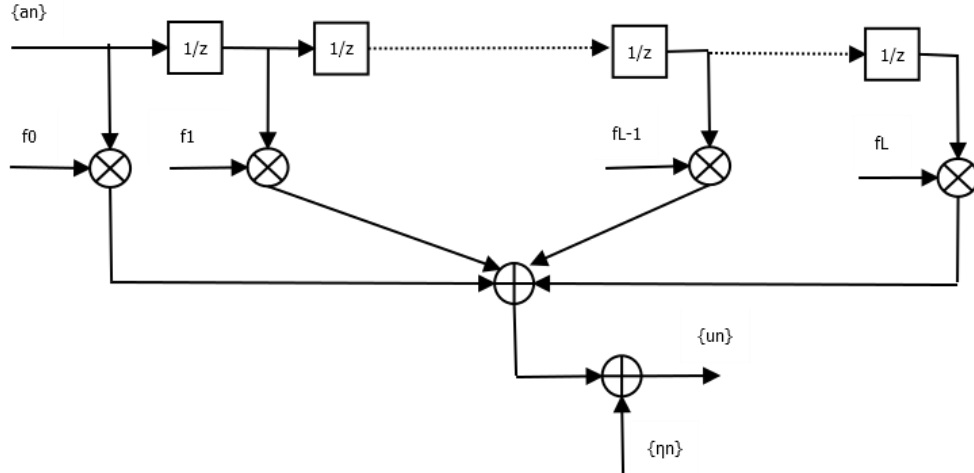 {an}
1/z
1/z
1/z
1/z
f0
f1
fL-1
fL
{un}
{ηn}